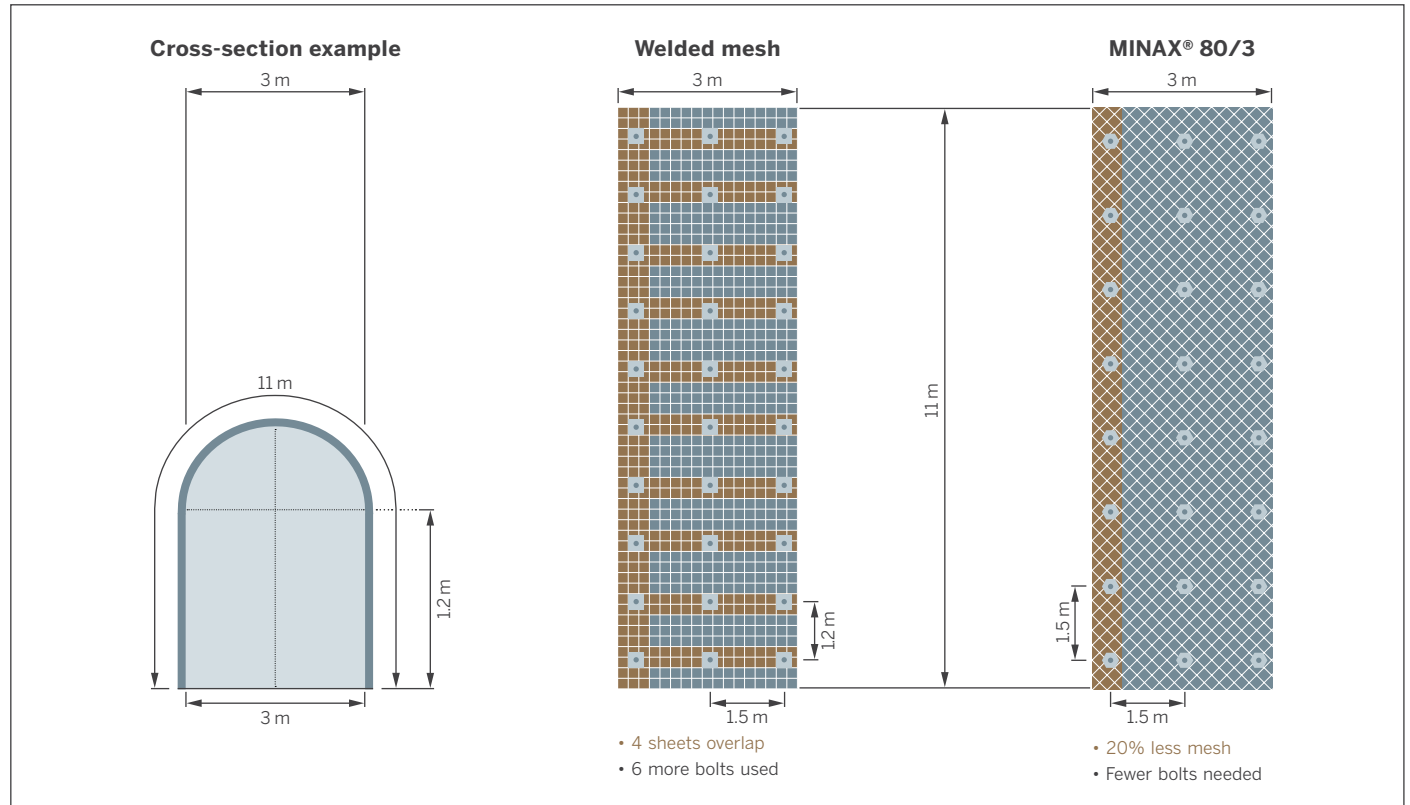 Cross-section example
3 m
11 m
1.2 m
3 m
Welded mesh
3 m
11 m
1.2 m
1.5 m
• 4 sheets overlap
• 6 more bolts used
MINAX® 80/3
3 m
1.5 m
1.5 m
• 20% less mesh
• Fewer bolts needed